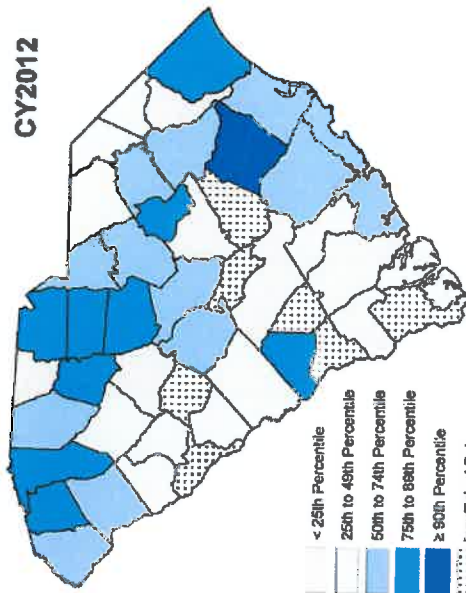 CY2012
< 25th Percentile
25th to 49th Percentile
50th to 74th Percentile
75th to 89th Percentile
≥ 90th Percentile